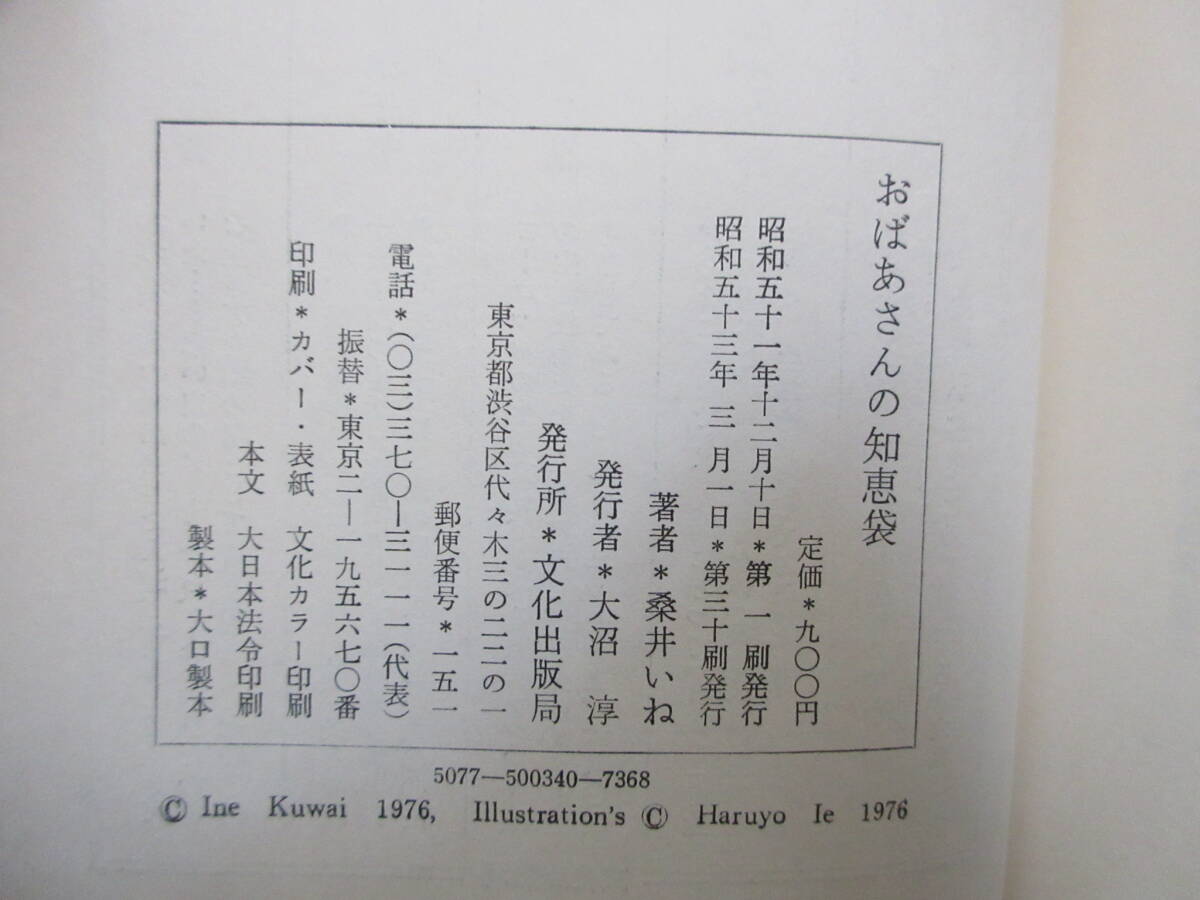 おばあさんの知恵袋
定価*九〇〇円
昭和五十一年十二月十日*第一刷発行
昭和五十三年三月一日*第三十刷発行
著者*桑井いね
発行者*大沼 淳
発行所*文化出版局
東京都渋谷区代々木三の二二の一
郵便番号*一五一
電話*(〇三)三七〇―三一一一(代表)
振替*東京二―一九五六七〇番
印刷*カバー・表紙 文化カラー印刷
本文 大日本法令印刷
製本*大口製本
5077―500340―7368
© Ine Kuwai 1976, Illustration's © Haruyo Ie 1976